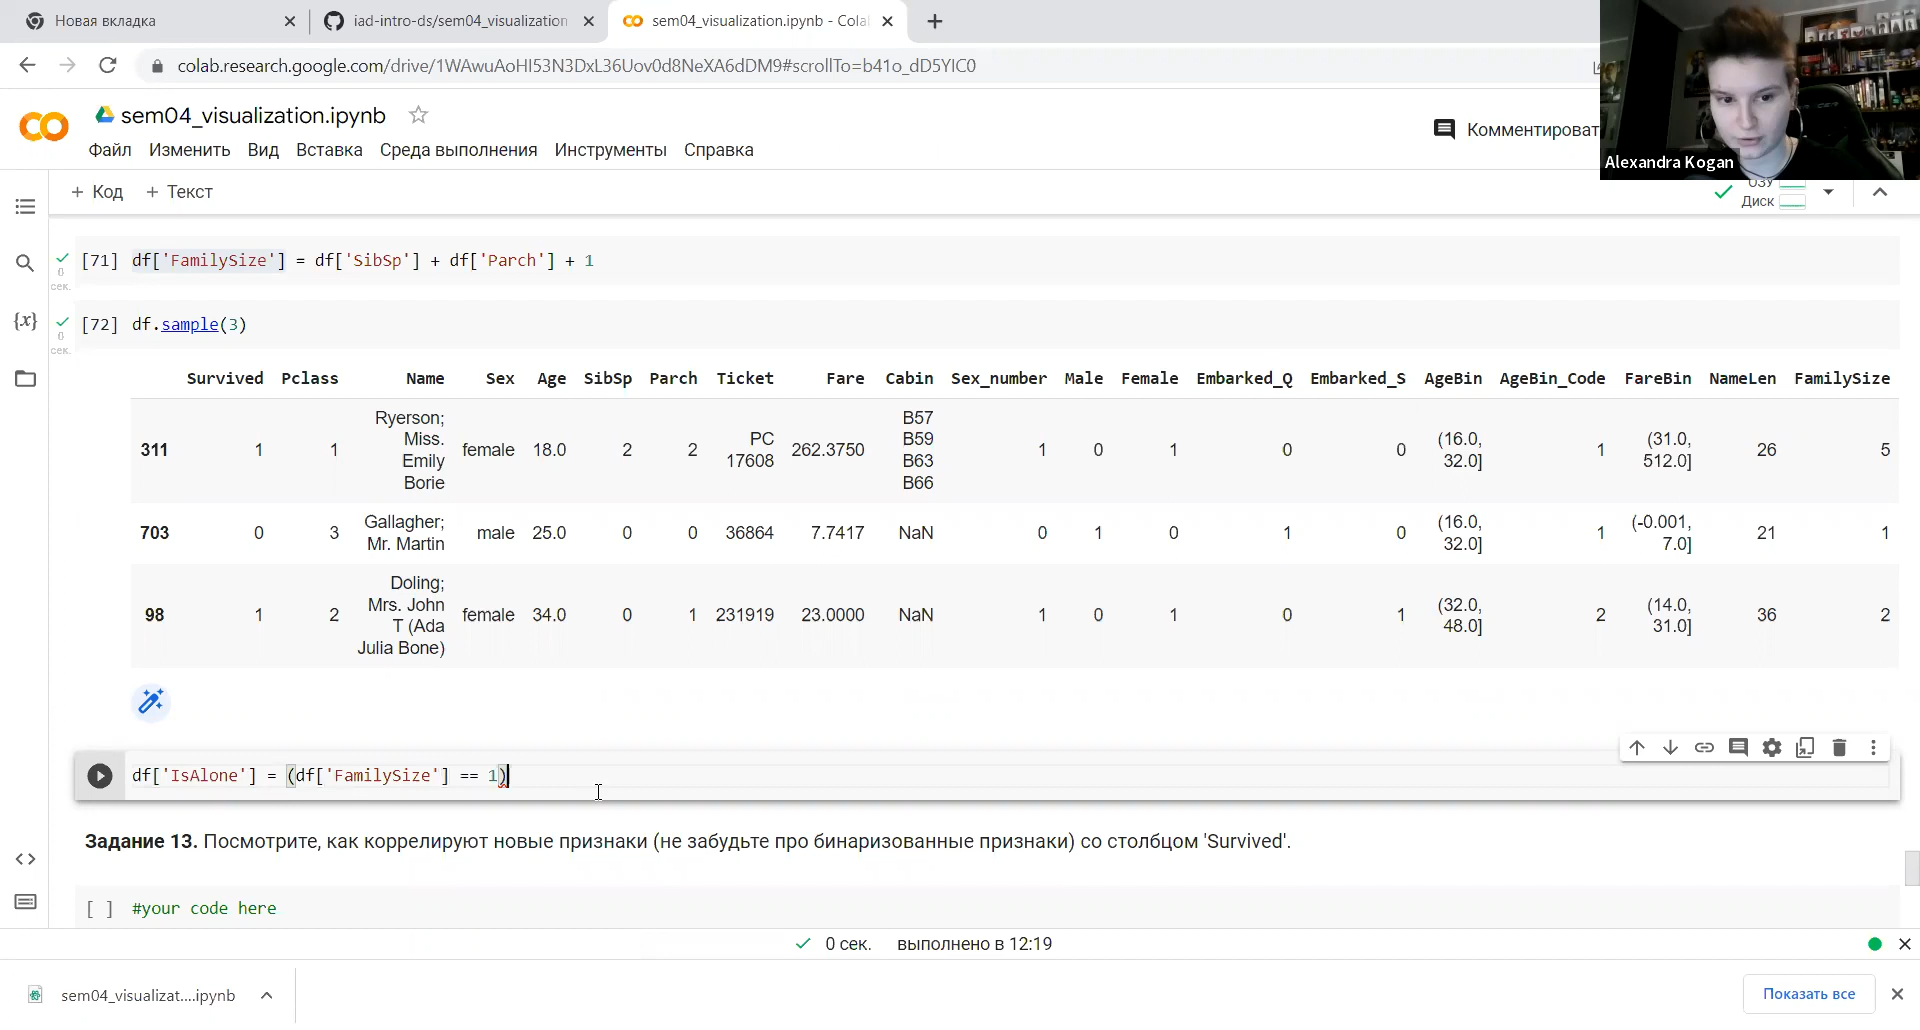 Новая вкладка
iad-intro-ds/sem04_visualization
sem04_visualization.ipynb - Cola
colab.research.google.com/drive/1WAwuAoHI53N3DxL36Uov0d8NeXA6dDM9#scrollTo=b41o_dD5YIC0
sem04_visualization.ipynb
Комментироват
Alexandra Kogan
Файл Изменить Вид Вставка Среда выполнения Инструменты Справка
+ Код + Текст
ОЗУ
Диск
[71] df['FamilySize'] = df['SibSp'] + df['Parch'] + 1
0
сек.
{x}
[72] df.sample(3)
0
сек.
Survived Pclass Name Sex Age SibSp Parch Ticket Fare Cabin Sex_number Male Female Embarked_Q Embarked_S AgeBin AgeBin_Code FareBin NameLen FamilySize
311 1 1 Ryerson; Miss. Emily Borie female 18.0 2 2 PC 17608 262.3750 B57 B59 B63 B66 1 0 1 0 0 (16.0, 32.0] 1 (31.0, 512.0] 26 5
703 0 3 Gallagher; Mr. Martin male 25.0 0 0 36864 7.7417 NaN 0 1 0 1 0 (16.0, 32.0] 1 (-0.001, 7.0] 21 1
98 1 2 Doling; Mrs. John T (Ada Julia Bone) female 34.0 0 1 231919 23.0000 NaN 1 0 1 0 1 (32.0, 48.0] 2 (14.0, 31.0] 36 2
df['IsAlone'] = (df['FamilySize'] == 1)
Задание 13. Посмотрите, как коррелируют новые признаки (не забудьте про бинаризованные признаки) со столбцом 'Survived'.
[ ] #your code here
0 сек. выполнено в 12:19
sem04_visualizat....ipynb
Показать все